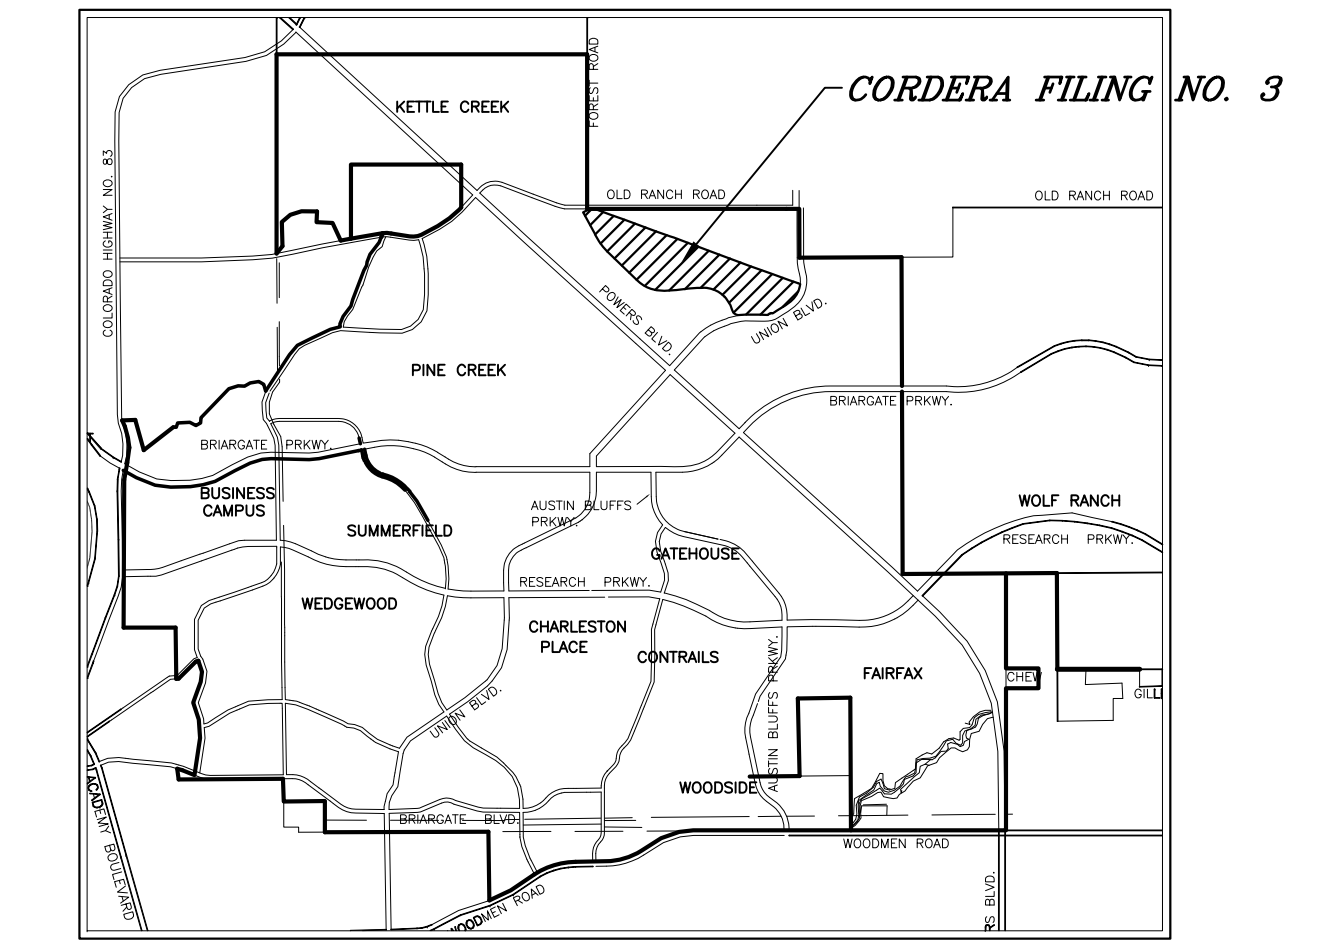 CORDERA FILING NO. 3
KETTLE CREEK
FOREST ROAD
COLORADO HIGHWAY NO. 83
OLD RANCH ROAD
OLD RANCH ROAD
POWERS BLVD.
UNION BLVD.
PINE CREEK
BRIARGATE PRKWY.
BRIARGATE PRKWY.
BUSINESS
CAMPUS
SUMMERFIELD
AUSTIN BLUFFS
PRKWY.
WOLF RANCH
RESEARCH PRKWY.
GATEHOUSE
RESEARCH PRKWY.
WEDGEWOOD
CHARLESTON
PLACE
CONTRAILS
FAIRFAX
CHEW
GILL
UNION BLVD.
AUSTIN BLUFFS PRKWY.
WOODSIDE
ACADEMY BOULEVARD
BRIARGATE BLVD.
WOODMEN ROAD
WOODMEN ROAD
RS BLVD.